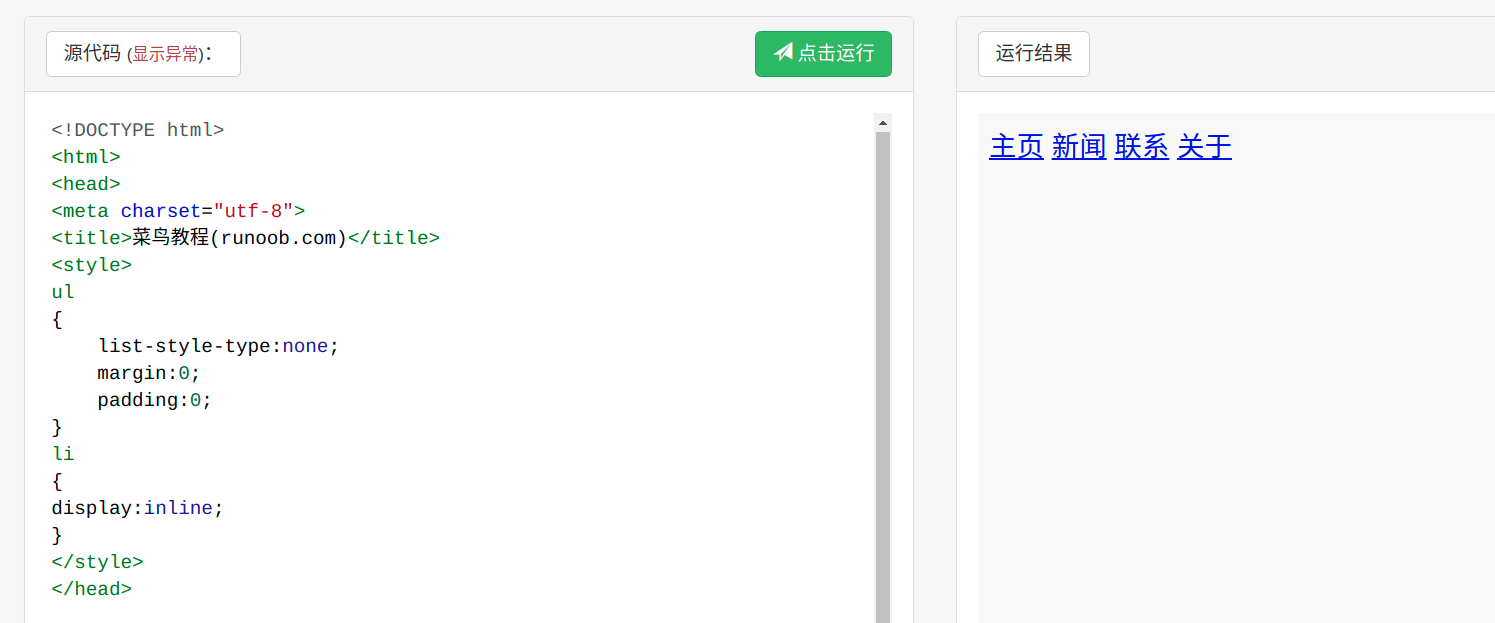 源代码 (显示异常)：
点击运行
<!DOCTYPE html>
<html>
<head>
<meta charset="utf-8">
<title>菜鸟教程(runoob.com)</title>
<style>
ul
{
    list-style-type:none;
    margin:0;
    padding:0;
}
li
{
display:inline;
}
</style>
</head>
运行结果
主页 新闻 联系 关于